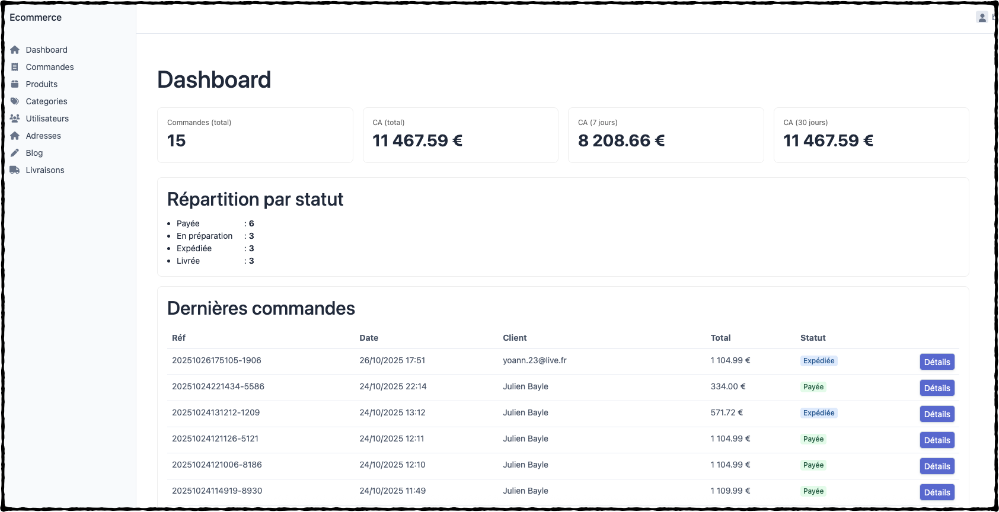 Ecommerce
Dashboard
Commandes
Produits
Categories
Utilisateurs
Adresses
Blog
Livraisons
Dashboard
Commandes (total) CA (total) CA (7 jours) CA (30 jours)
15 11 467.59 € 8 208.66 € 11 467.59 €
Répartition par statut
Payée : 6
En préparation : 3
Expédiée : 3
Livrée : 3
Dernières commandes
Réf Date Client Total Statut
20251026175105-1906 26/10/2025 17:51 yoann.23@live.fr 1 104.99 € Expédiée Détails
20251024221434-5586 24/10/2025 22:14 Julien Bayle 334.00 € Payée Détails
20251024131212-1209 24/10/2025 13:12 Julien Bayle 571.72 € Expédiée Détails
20251024121126-5121 24/10/2025 12:11 Julien Bayle 1 104.99 € Payée Détails
20251024121006-8186 24/10/2025 12:10 Julien Bayle 1 104.99 € Payée Détails
20251024114919-8930 24/10/2025 11:49 Julien Bayle 1 109.99 € Payée Détails